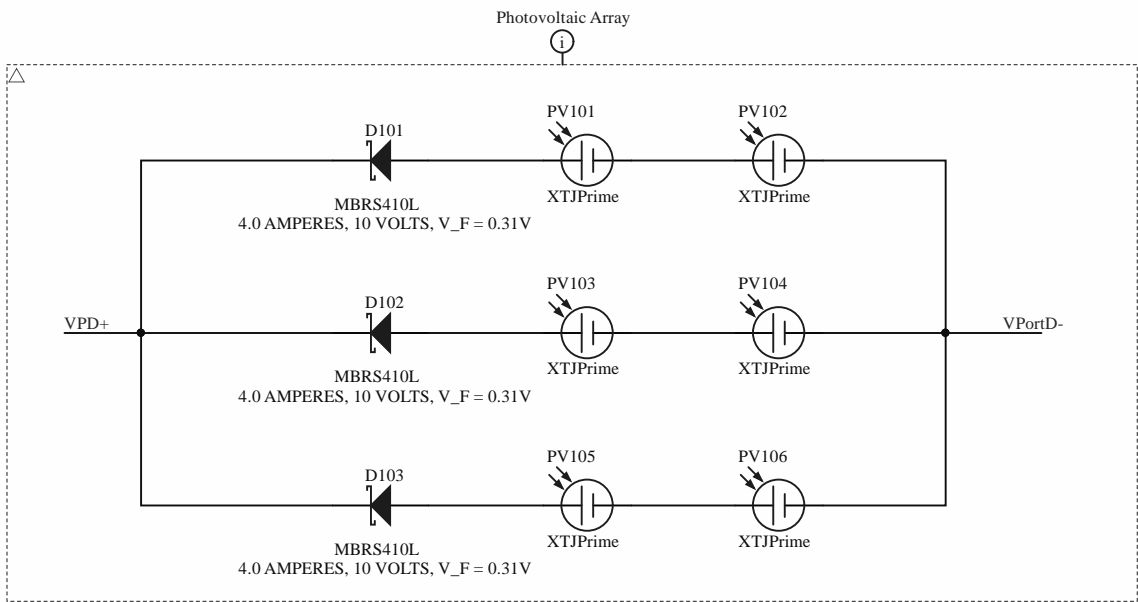 Photovoltaic Array
i
PV101
PV102
D101
XTJPrime
XTJPrime
MBRS410L
4.0 AMPERES, 10 VOLTS, V_F = 0.31V
PV103
PV104
D102
VPD+
VPortD-
XTJPrime
XTJPrime
MBRS410L
4.0 AMPERES, 10 VOLTS, V_F = 0.31V
PV105
PV106
D103
XTJPrime
XTJPrime
MBRS410L
4.0 AMPERES, 10 VOLTS, V_F = 0.31V